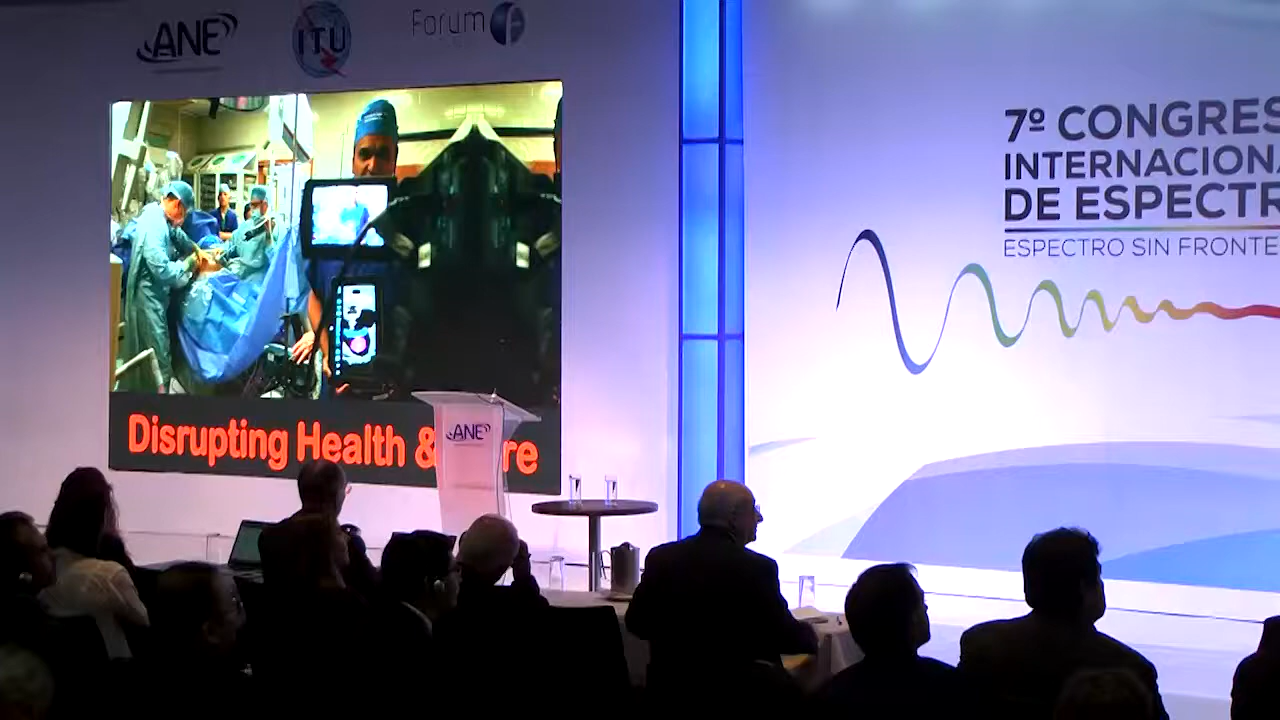 ANE
ITU
Forum
Disrupting Health &
re
ANE
7º CONGRES
INTERNACIONA
DE ESPECTR
ESPECTRO SIN FRONTE